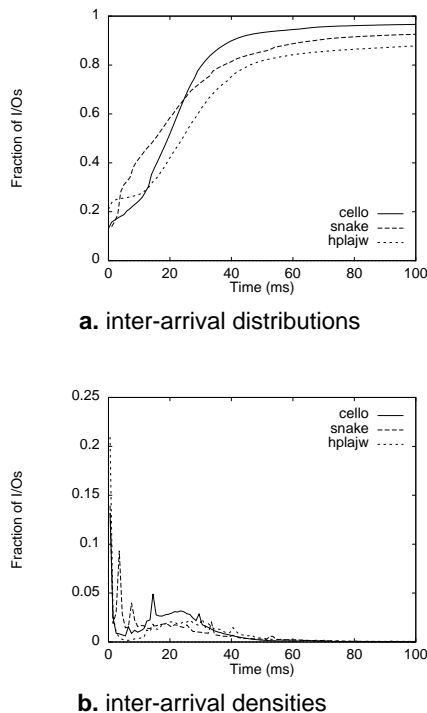 Fraction of I/Os
1
0.8
0.6
0.4
0.2
0
cello
snake
hplajw
0 20 40 60 80 100
Time (ms)
a. inter-arrival distributions
Fraction of I/Os
0.25
0.2
0.15
0.1
0.05
0
cello
snake
hplajw
0 20 40 60 80 100
Time (ms)
b. inter-arrival densities